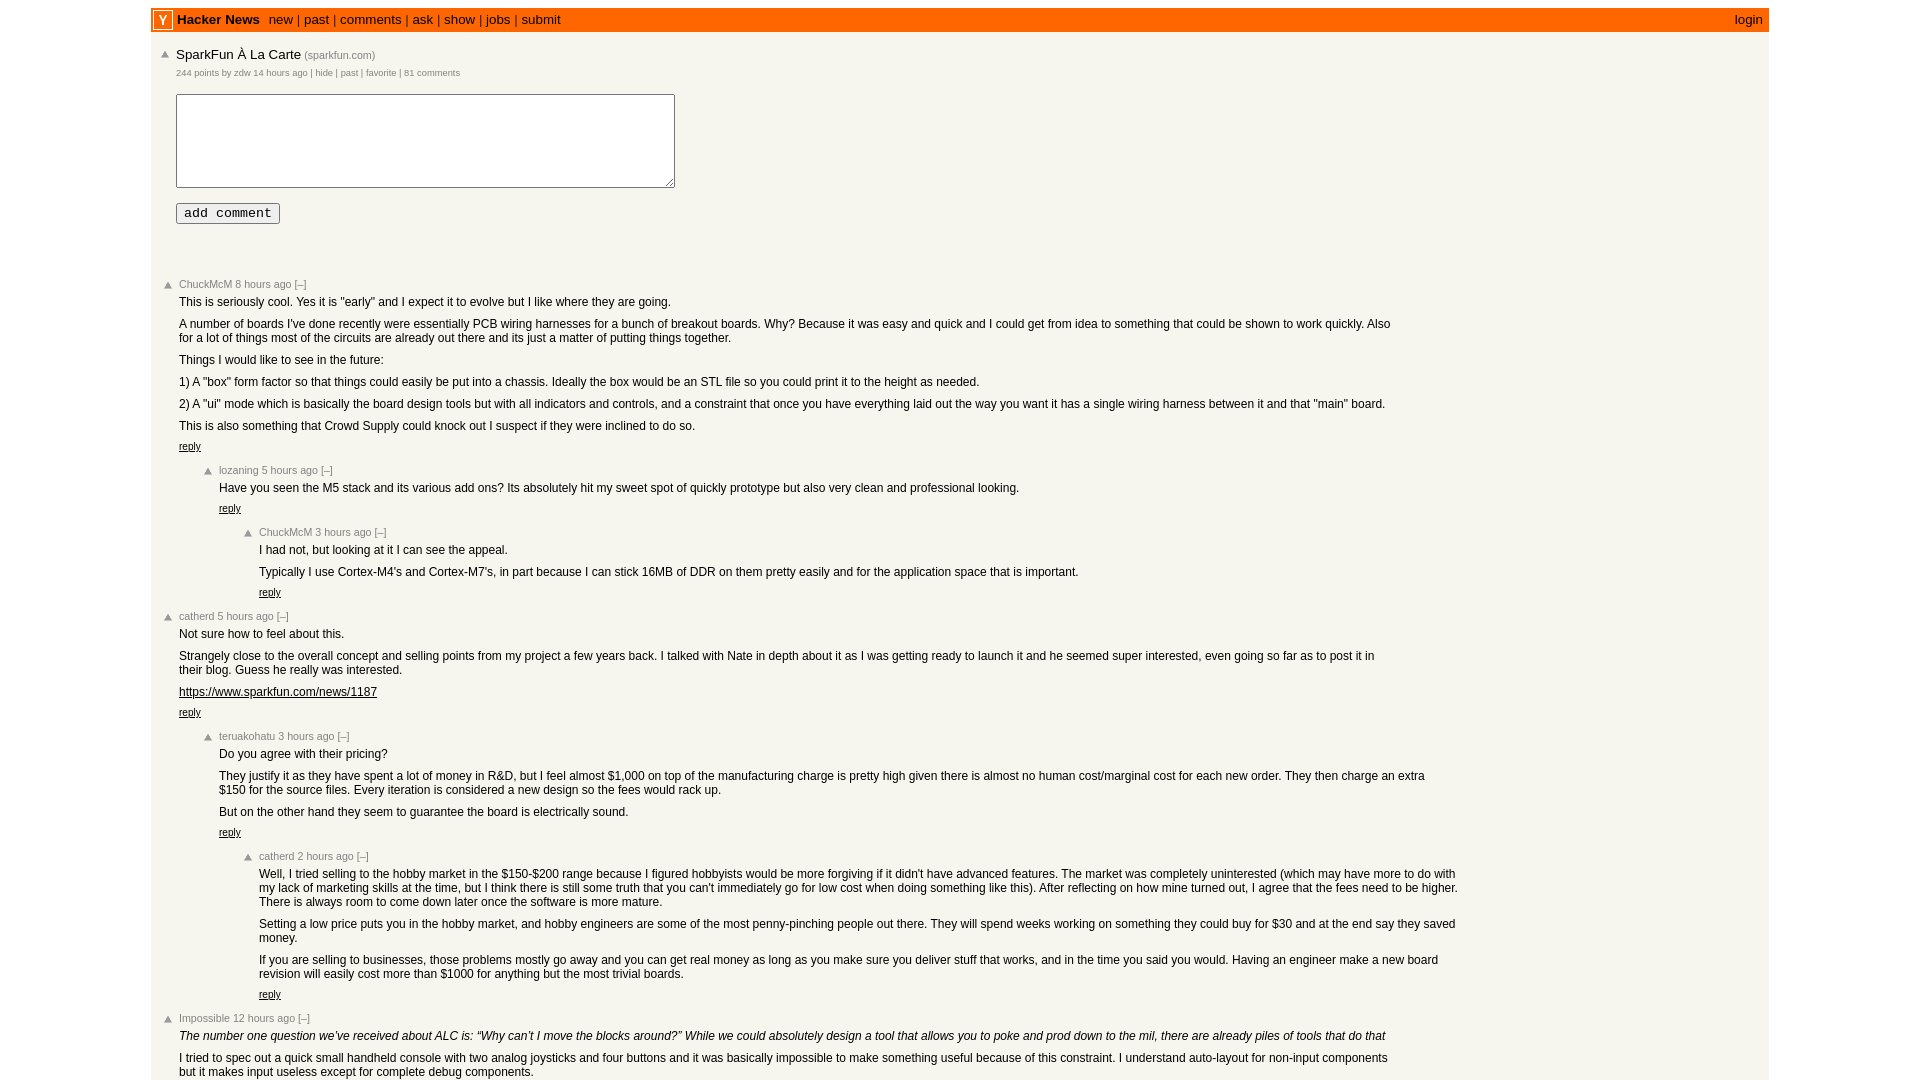 Y Hacker News new | past | comments | ask | show | jobs | submit login
SparkFun À La Carte (sparkfun.com)
244 points by zdw 14 hours ago | hide | past | favorite | 81 comments
add comment
ChuckMcM 8 hours ago [–]
This is seriously cool. Yes it is "early" and I expect it to evolve but I like where they are going.
A number of boards I've done recently were essentially PCB wiring harnesses for a bunch of breakout boards. Why? Because it was easy and quick and I could get from idea to something that could be shown to work quickly. Also
for a lot of things most of the circuits are already out there and its just a matter of putting things together.
Things I would like to see in the future:
1) A "box" form factor so that things could easily be put into a chassis. Ideally the box would be an STL file so you could print it to the height as needed.
2) A "ui" mode which is basically the board design tools but with all indicators and controls, and a constraint that once you have everything laid out the way you want it has a single wiring harness between it and that "main" board.
This is also something that Crowd Supply could knock out I suspect if they were inclined to do so.
reply
lozaning 5 hours ago [–]
Have you seen the M5 stack and its various add ons? Its absolutely hit my sweet spot of quickly prototype but also very clean and professional looking.
reply
ChuckMcM 3 hours ago [–]
I had not, but looking at it I can see the appeal.
Typically I use Cortex-M4's and Cortex-M7's, in part because I can stick 16MB of DDR on them pretty easily and for the application space that is important.
reply
catherd 5 hours ago [–]
Not sure how to feel about this.
Strangely close to the overall concept and selling points from my project a few years back. I talked with Nate in depth about it as I was getting ready to launch it and he seemed super interested, even going so far as to post it in
their blog. Guess he really was interested.
https://www.sparkfun.com/news/1187
reply
teruakohatu 3 hours ago [–]
Do you agree with their pricing?
They justify it as they have spent a lot of money in R&D, but I feel almost $1,000 on top of the manufacturing charge is pretty high given there is almost no human cost/marginal cost for each new order. They then charge an extra
$150 for the source files. Every iteration is considered a new design so the fees would rack up.
But on the other hand they seem to guarantee the board is electrically sound.
reply
catherd 2 hours ago [–]
Well, I tried selling to the hobby market in the $150-$200 range because I figured hobbyists would be more forgiving if it didn't have advanced features. The market was completely uninterested (which may have more to do with
my lack of marketing skills at the time, but I think there is still some truth that you can't immediately go for low cost when doing something like this). After reflecting on how mine turned out, I agree that the fees need to be higher.
There is always room to come down later once the software is more mature.
Setting a low price puts you in the hobby market, and hobby engineers are some of the most penny-pinching people out there. They will spend weeks working on something they could buy for $30 and at the end say they saved
money.
If you are selling to businesses, those problems mostly go away and you can get real money as long as you make sure you deliver stuff that works, and in the time you said you would. Having an engineer make a new board
revision will easily cost more than $1000 for anything but the most trivial boards.
reply
Impossible 12 hours ago [–]
The number one question we’ve received about ALC is: “Why can’t I move the blocks around?” While we could absolutely design a tool that allows you to poke and prod down to the mil, there are already piles of tools that do that
I tried to spec out a quick small handheld console with two analog joysticks and four buttons and it was basically impossible to make something useful because of this constraint. I understand auto-layout for non-input components
but it makes input useless except for complete debug components.